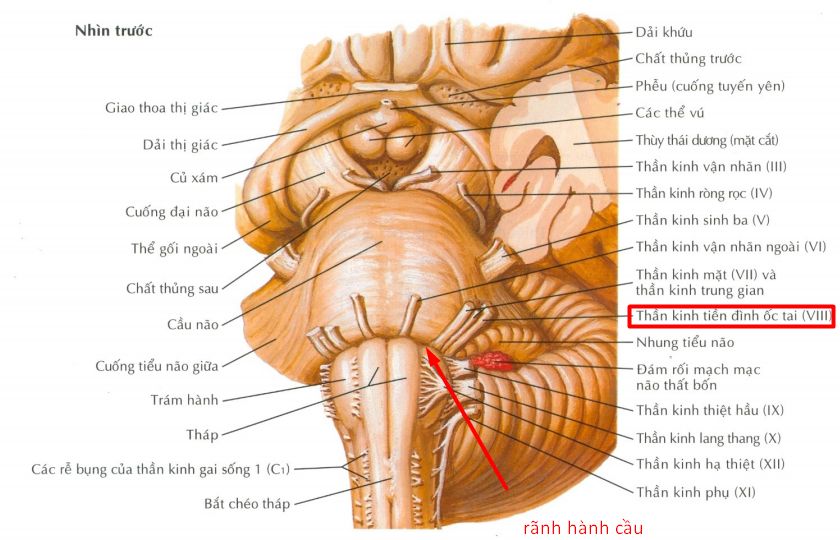 Nhìn trước
Giao thoa thị giác
Dải thị giác
Củ xám
Cuống đại não
Thể gối ngoài
Chất thủng sau
Cầu não
Cuống tiểu não giữa
Trám hành
Tháp
Các rễ bụng của thần kinh gai sống 1 (C₁)
Bắt chéo tháp
Dải khứu
Chất thủng trước
Phễu (cuống tuyến yên)
Các thể vú
Thùy thái dương (mặt cắt)
Thần kinh vận nhãn (III)
Thần kinh ròng rọc (IV)
Thần kinh sinh ba (V)
Thần kinh vận nhãn ngoài (VI)
Thần kinh mặt (VII) và
thần kinh trung gian
Thần kinh tiền đình ốc tai (VIII)
Nhung tiểu não
Đám rối mạch mạc
não thất bốn
Thần kinh thiệt hầu (IX)
Thần kinh lang thang (X)
Thần kinh hạ thiệt (XII)
Thần kinh phụ (XI)
rãnh hành cầu